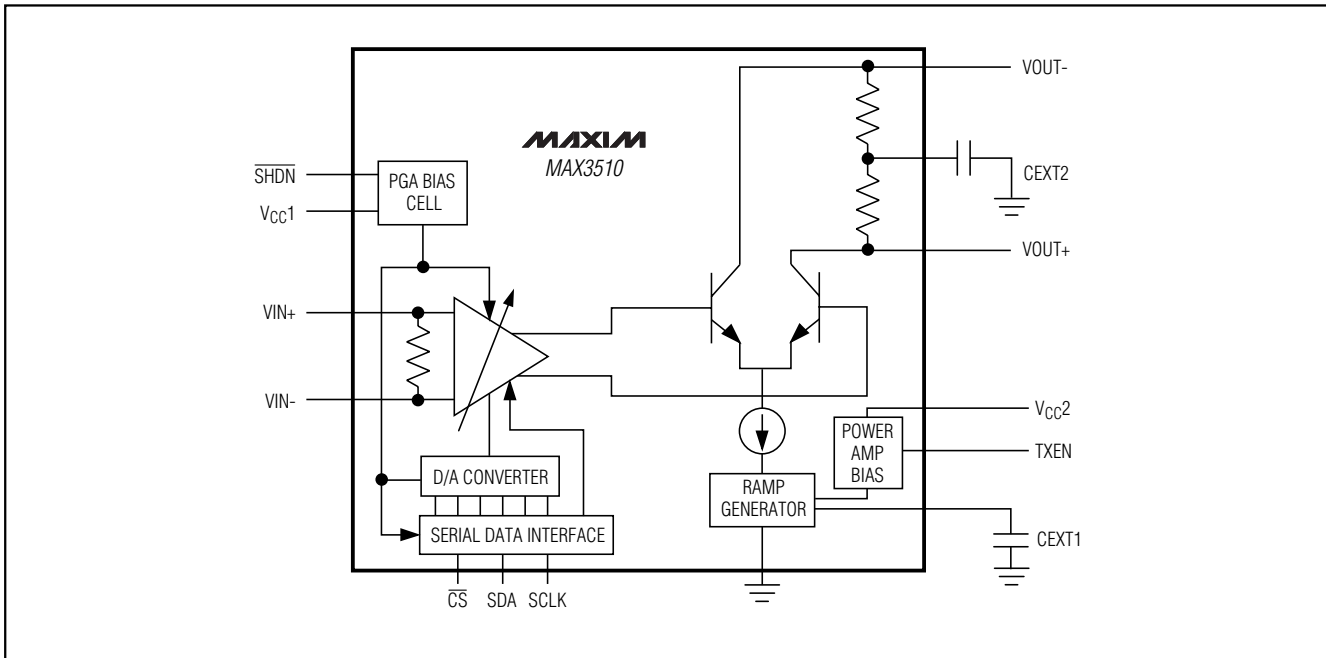 VOUT-
MAXIM
MAX3510
CEXT2
SHDN
PGA BIAS
CELL
VCC1
VOUT+
VIN+
VIN-
VCC2
POWER
AMP
BIAS
TXEN
D/A CONVERTER
RAMP
GENERATOR
SERIAL DATA INTERFACE
CEXT1
CS SDA SCLK